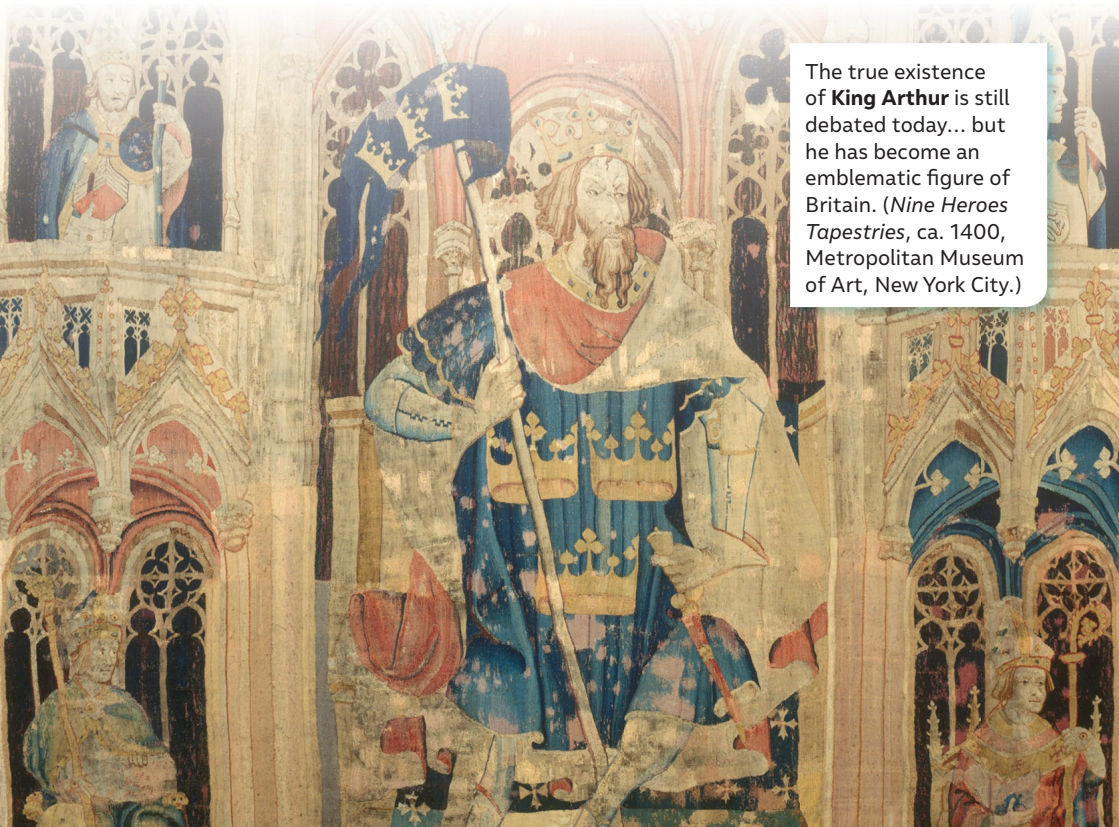 The true existence
of King Arthur is still
debated today… but
he has become an
emblematic figure of
Britain. (Nine Heroes
Tapestries, ca. 1400,
Metropolitan Museum
of Art, New York City.)